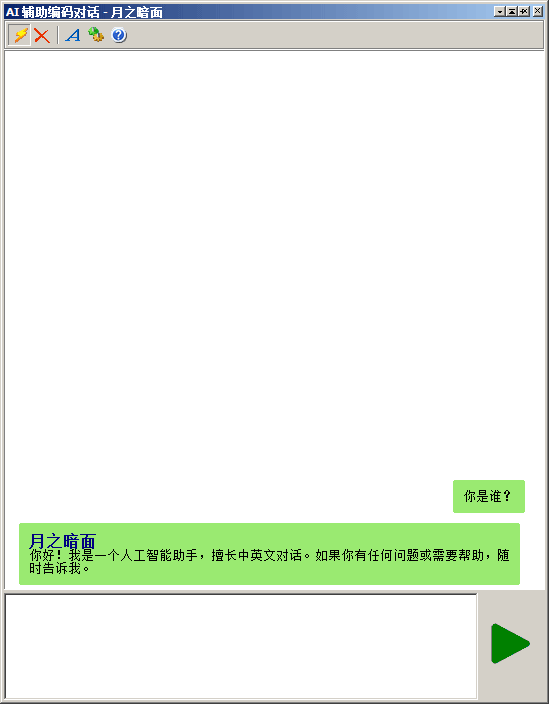 AI 辅助编码对话 - 月之暗面
你是谁？
月之暗面
你好！我是一个人工智能助手，擅长中英文对话。如果你有任何问题或需要帮助，随
时告诉我。